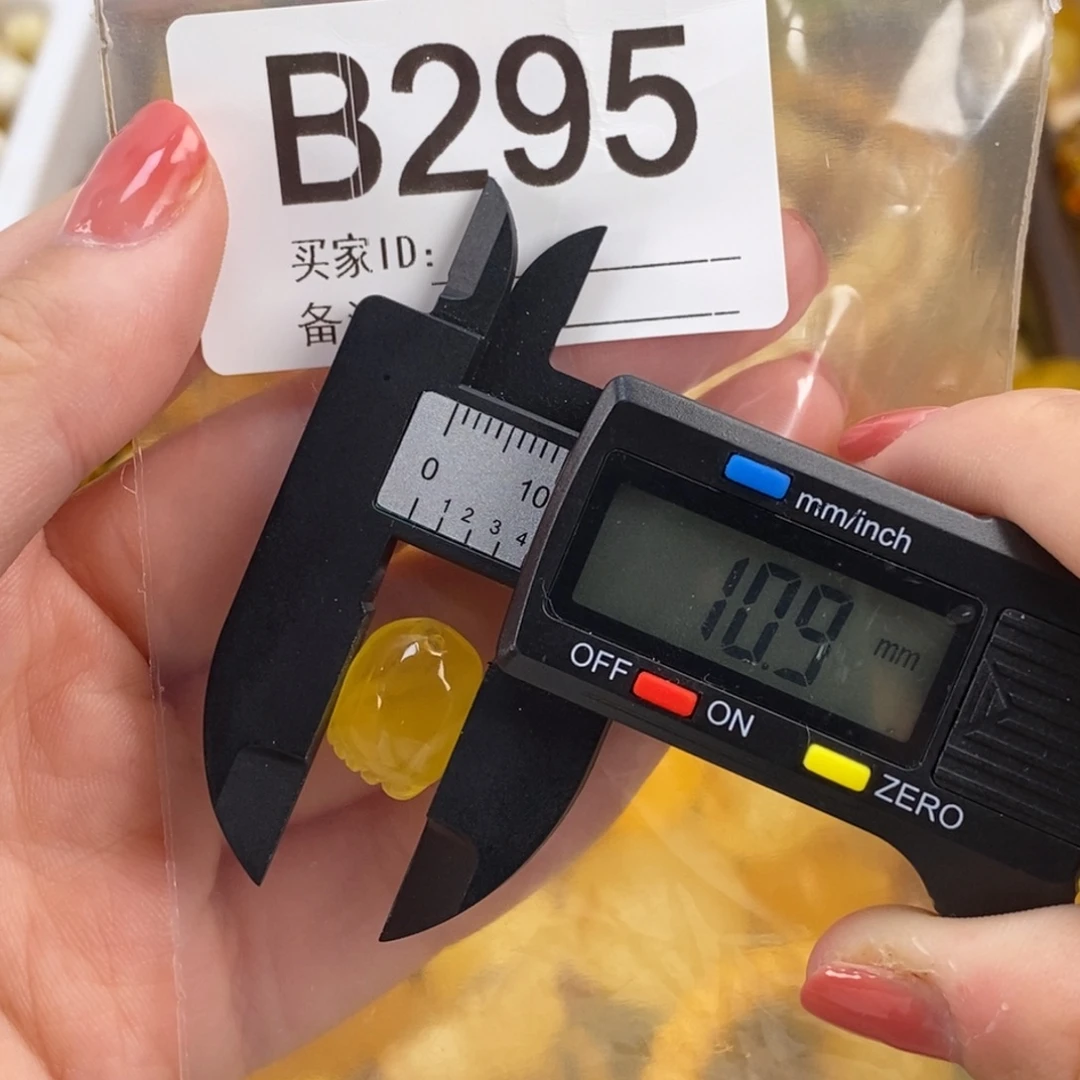 B295
买家ID:
备
0
10
1 2 3 4
mm/inch
10.9 mm
OFF
ON
ZERO